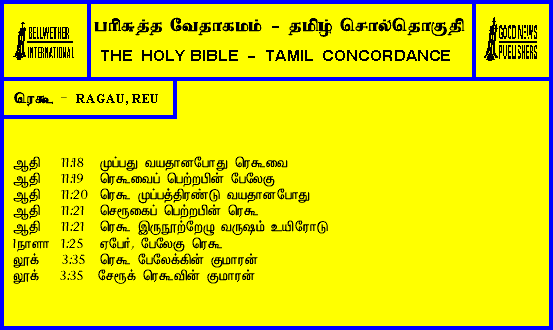 BELLWETHER
INTERNATIONAL
பரிசுத்த வேதாகமம் - தமிழ் சொல்தொகுதி
THE HOLY BIBLE - TAMIL CONCORDANCE
GOOD NEWS
PUBLISHERS
ரெகூ - RAGAU, REU
ஆதி 11:18 முப்பது வயதானபோது ரெகூவை
ஆதி 11:19 ரெகூவைப் பெற்றபின் பேலேகு
ஆதி 11:20 ரெகூ முப்பத்திரண்டு வயதானபோது
ஆதி 11:21 செரூகைப் பெற்றபின் ரெகூ
ஆதி 11:21 ரெகூ இருநூற்றேழு வருஷம் உயிரோடு
1நாளா 1:25 ஏபேர், பேலேகு ரெகூ
லூக் 3:35 ரெகூ பேலேக்கின் குமாரன்
லூக் 3:35 சேரூக் ரெகூவின் குமாரன்